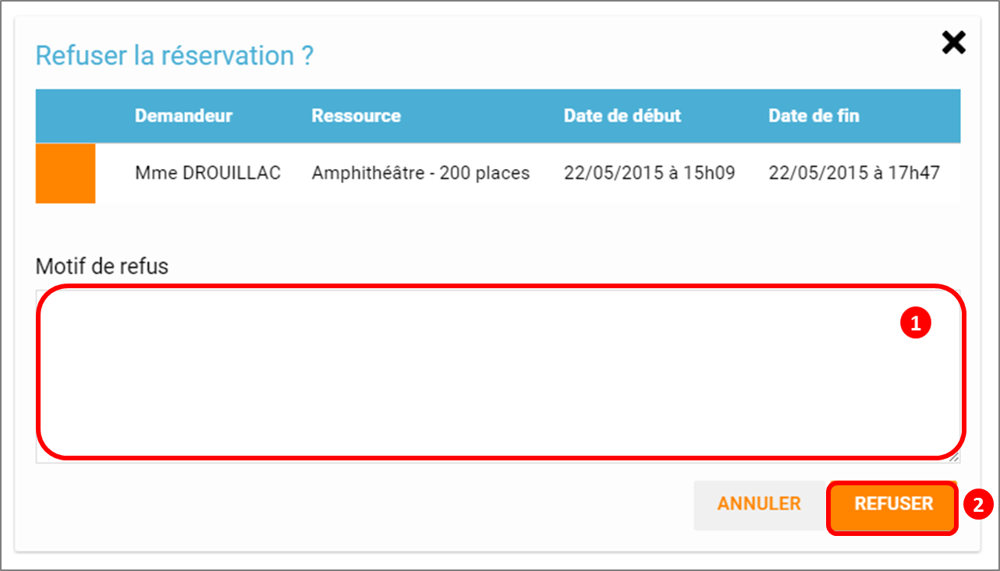 Refuser la réservation ?
Demandeur Ressource Date de début Date de fin
Mme DROUILLAC Amphithéâtre - 200 places 22/05/2015 à 15h09 22/05/2015 à 17h47
Motif de refus
1
ANNULER REFUSER 2